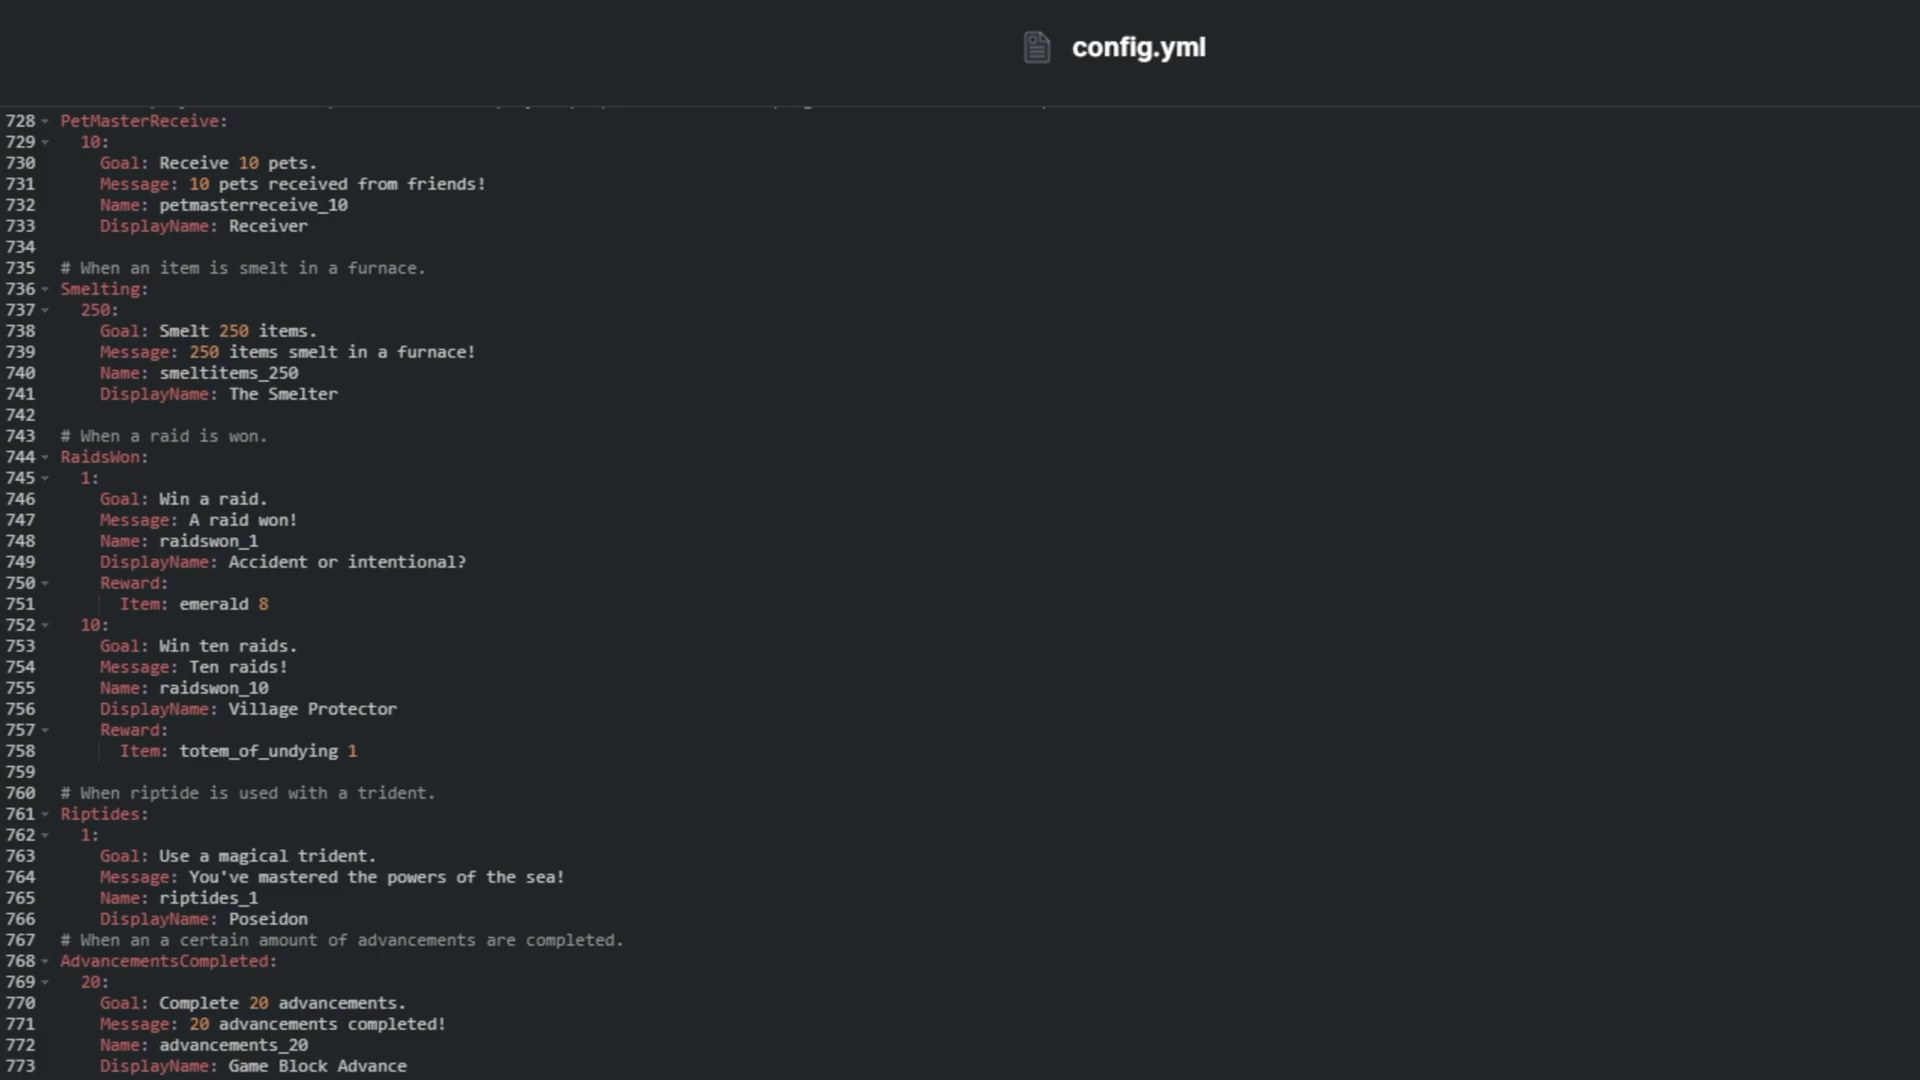 config.yml
728 PetMasterReceive:
729 10:
730 Goal: Receive 10 pets.
731 Message: 10 pets received from friends!
732 Name: petmasterreceive_10
733 DisplayName: Receiver
734
735 # When an item is smelt in a furnace.
736 Smelting:
737 250:
738 Goal: Smelt 250 items.
739 Message: 250 items smelt in a furnace!
740 Name: smeltitems_250
741 DisplayName: The Smelter
742
743 # When a raid is won.
744 RaidsWon:
745 1:
746 Goal: Win a raid.
747 Message: A raid won!
748 Name: raidswon_1
749 DisplayName: Accident or intentional?
750 Reward:
751 Item: emerald 8
752 10:
753 Goal: Win ten raids.
754 Message: Ten raids!
755 Name: raidswon_10
756 DisplayName: Village Protector
757 Reward:
758 Item: totem_of_undying 1
759
760 # When riptide is used with a trident.
761 Riptides:
762 1:
763 Goal: Use a magical trident.
764 Message: You've mastered the powers of the sea!
765 Name: riptides_1
766 DisplayName: Poseidon
767 # When an a certain amount of advancements are completed.
768 AdvancementsCompleted:
769 20:
770 Goal: Complete 20 advancements.
771 Message: 20 advancements completed!
772 Name: advancements_20
773 DisplayName: Game Block Advance